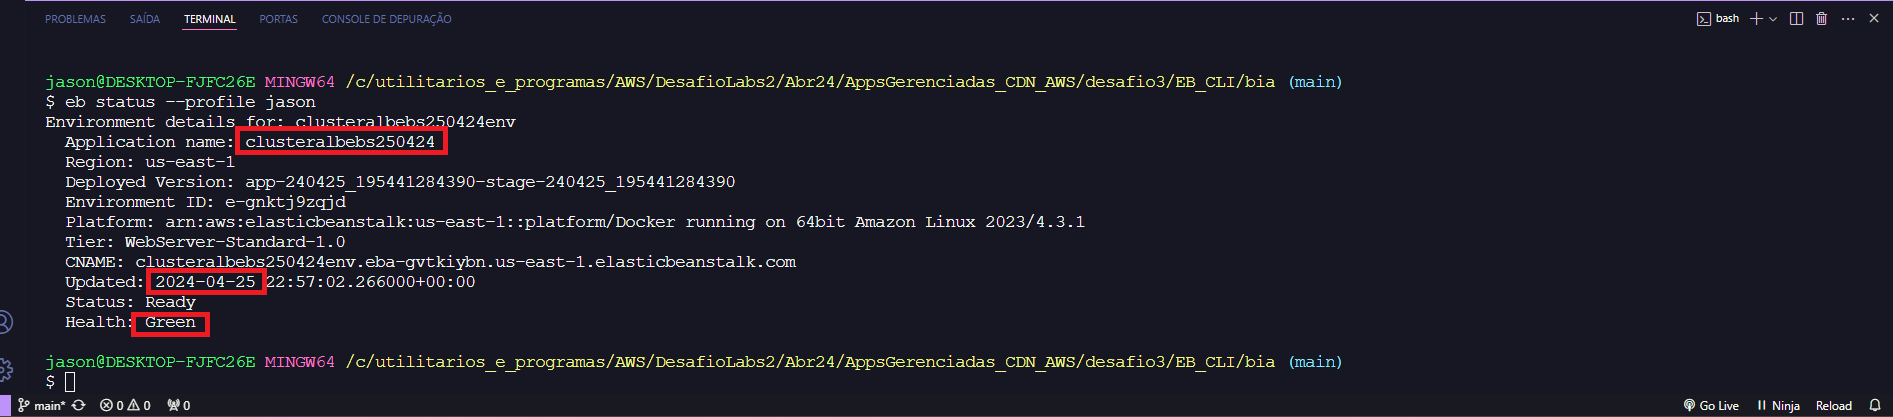 PROBLEMAS SAÍDA TERMINAL PORTAS CONSOLE DE DEPURAÇÃO bash
jason@DESKTOP-FJFC26E MINGW64 /c/utilitarios_e_programas/AWS/DesafioLabs2/Abr24/AppsGerenciadas_CDN_AWS/desafio3/EB_CLI/bia (main)
$ eb status --profile jason
Environment details for: clusteralbebs250424env
Application name: clusteralbebs250424
Region: us-east-1
Deployed Version: app-240425_195441284390-stage-240425_195441284390
Environment ID: e-gnktj9zqjd
Platform: arn:aws:elasticbeanstalk:us-east-1::platform/Docker running on 64bit Amazon Linux 2023/4.3.1
Tier: WebServer-Standard-1.0
CNAME: clusteralbebs250424env.eba-gvtkiybn.us-east-1.elasticbeanstalk.com
Updated: 2024-04-25 22:57:02.266000+00:00
Status: Ready
Health: Green
jason@DESKTOP-FJFC26E MINGW64 /c/utilitarios_e_programas/AWS/DesafioLabs2/Abr24/AppsGerenciadas_CDN_AWS/desafio3/EB_CLI/bia (main)
$
main* 0 0 0 Go Live Ninja Reload